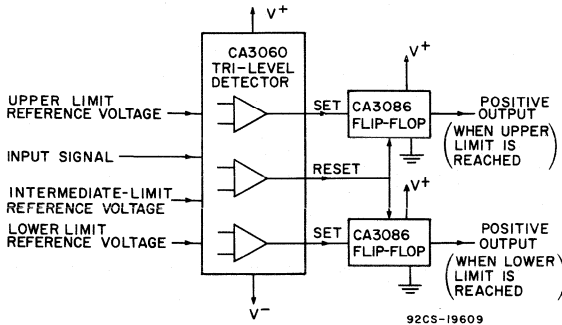 V+
CA3060
TRI-LEVEL
DETECTOR
V+
UPPER LIMIT
REFERENCE VOLTAGE
SET
CA3086
FLIP-FLOP
POSITIVE
OUTPUT
(WHEN UPPER
LIMIT IS
REACHED)
INPUT SIGNAL
RESET
INTERMEDIATE-LIMIT
REFERENCE VOLTAGE
V+
LOWER LIMIT
REFERENCE VOLTAGE
SET
CA3086
FLIP-FLOP
POSITIVE
OUTPUT
(WHEN LOWER
LIMIT IS
REACHED)
V-
92CS-19609